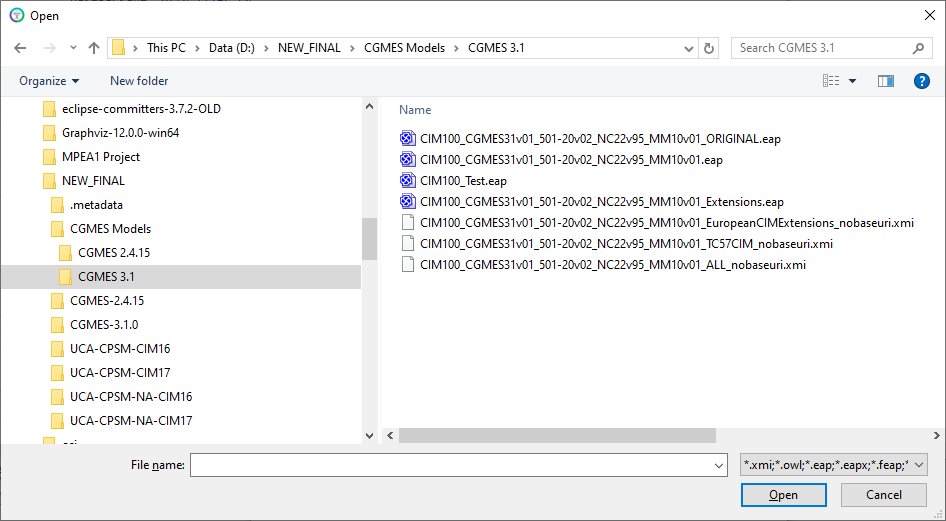 Open
This PC > Data (D:) > NEW_FINAL > CGMES Models > CGMES 3.1
Search CGMES 3.1
Organize
New folder
eclipse-committers-3.7.2-OLD
Graphviz-12.0.0-win64
MPEA1 Project
NEW_FINAL
.metadata
CGMES Models
CGMES 2.4.15
CGMES 3.1
CGMES-2.4.15
CGMES-3.1.0
UCA-CPSM-CIM16
UCA-CPSM-CIM17
UCA-CPSM-NA-CIM16
UCA-CPSM-NA-CIM17
Name
CIM100_CGMES31v01_501-20v02_NC22v95_MM10v01_ORIGINAL.eap
CIM100_CGMES31v01_501-20v02_NC22v95_MM10v01.eap
CIM100_Test.eap
CIM100_CGMES31v01_501-20v02_NC22v95_MM10v01_Extensions.eap
CIM100_CGMES31v01_501-20v02_NC22v95_MM10v01_EuropeanCIMExtensions_nobaseuri.xmi
CIM100_CGMES31v01_501-20v02_NC22v95_MM10v01_TC57CIM_nobaseuri.xmi
CIM100_CGMES31v01_501-20v02_NC22v95_MM10v01_ALL_nobaseuri.xmi
File name:
*.xmi;*.owl;*.eap;*.eapx;*.feap;*
Open
Cancel